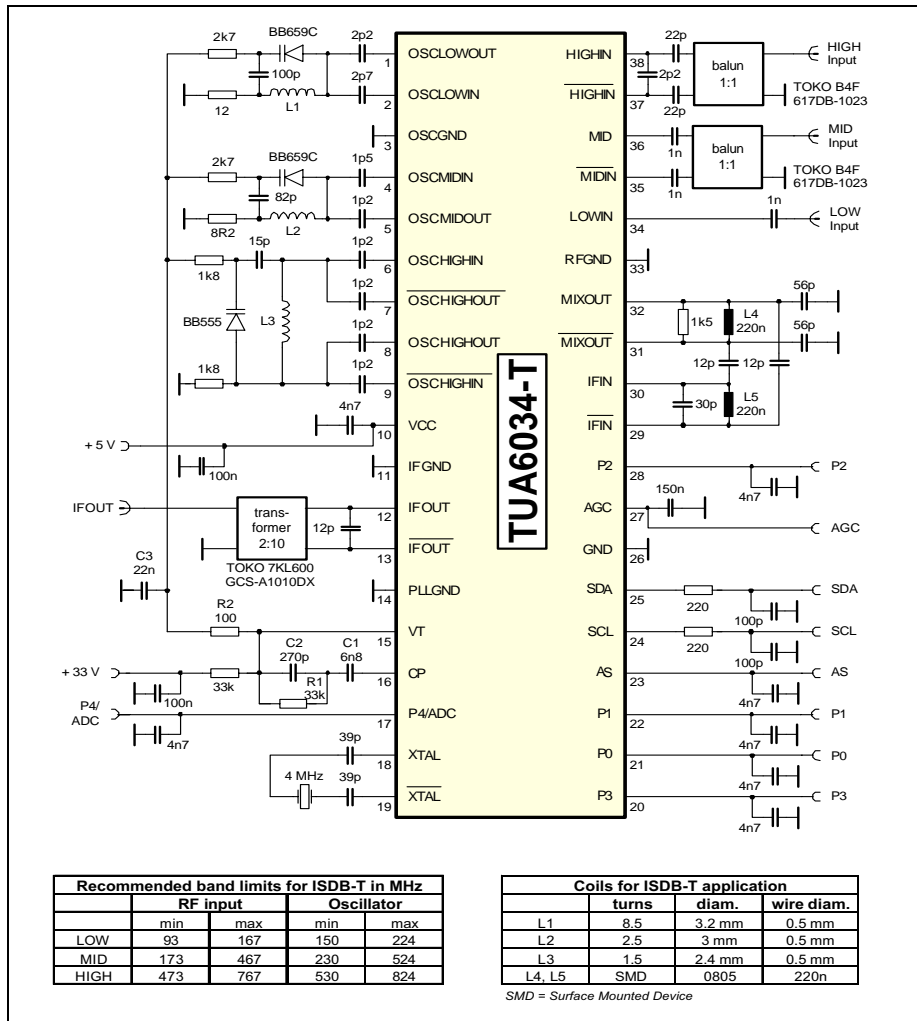 2k7
BB659C
2p2
100p
2p7
12
L1
2k7
BB659C
1p5
82p
1p2
8R2
L2
15p
1p2
1k8
1p2
BB555
L3
1p2
1k8
1p2
4n7
+ 5 V
100n
IFOUT
trans-
former
2:10
12p
TOKO 7KL600
GCS-A1010DX
C3
22n
R2
100
C2
270p
C1
6n8
+ 33 V
33k
R1
33k
100n
P4/
ADC
4n7
39p
4 MHz
39p
1 OSCLOWOUT
2 OSCLOWIN
3 OSCGND
4 OSCMIDIN
5 OSCMIDOUT
6 OSCHIGHIN
7 OSCHIGHOUT
8 OSCHIGHOUT
9 OSCHIGHIN
10 VCC
11 IFGND
12 IFOUT
13 IFOUT
14 PLLGND
15 VT
16 CP
17 P4/ADC
18 XTAL
19 XTAL
TUA6034-T
HIGHIN 38
HIGHIN 37
MID 36
MIDIN 35
LOWIN 34
RFGND 33
MIXOUT 32
MIXOUT 31
IFIN 30
IFIN 29
P2 28
AGC 27
GND 26
SDA 25
SCL 24
AS 23
P1 22
P0 21
P3 20
22p
2p2
22p
balun
1:1
HIGH
Input
TOKO B4F
617DB-1023
1n
1n
balun
1:1
MID
Input
TOKO B4F
617DB-1023
1n
LOW
Input
56p
1k5
L4
220n
56p
12p
12p
30p
L5
220n
P2
4n7
150n
AGC
220
SDA
100p
220
SCL
100p
AS
4n7
P1
4n7
P0
4n7
P3
4n7
Recommended band limits for ISDB-T in MHz
RF input Oscillator
min max min max
LOW 93 167 150 224
MID 173 467 230 524
HIGH 473 767 530 824
Coils for ISDB-T application
turns diam. wire diam.
L1 8.5 3.2 mm 0.5 mm
L2 2.5 3 mm 0.5 mm
L3 1.5 2.4 mm 0.5 mm
L4, L5 SMD 0805 220n
SMD = Surface Mounted Device